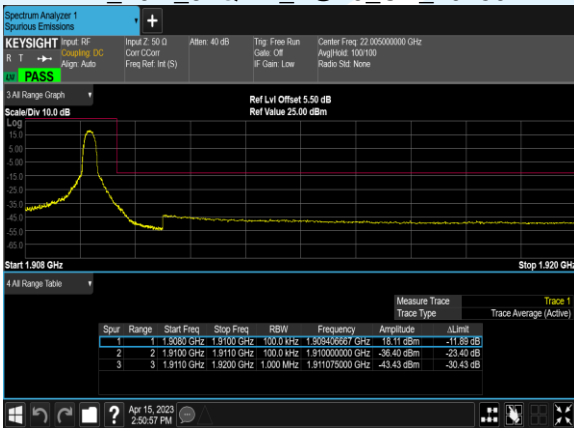 Spectrum Analyzer 1
Spurious Emissions
KEYSIGHT Input: RF Input Z: 50 Ω Atten: 40 dB Trig: Free Run Center Freq: 22.005000000 GHz
R T Coupling: DC Corr CCorr Gate: Off Avg|Hold: 100/100
Align: Auto Freq Ref: Int (S) IF Gain: Low Radio Std: None
PASS
3 All Range Graph
Ref Lvl Offset 5.50 dB
Scale/Div 10.0 dB Ref Value 25.00 dBm
Log
15.0
5.00
-5.00
-15.0
-25.0
-35.0
-45.0
-55.0
-65.0
Start 1.908 GHz Stop 1.920 GHz
4 All Range Table
Measure Trace Trace 1
Trace Type Trace Average (Active)
Spur Range Start Freq Stop Freq RBW Frequency Amplitude ΔLimit
1 1 1.9080 GHz 1.9100 GHz 100.0 kHz 1.909406667 GHz 18.11 dBm -11.89 dB
2 2 1.9100 GHz 1.9110 GHz 100.0 kHz 1.910000000 GHz -36.40 dBm -23.40 dB
3 3 1.9110 GHz 1.9200 GHz 1.000 MHz 1.911075000 GHz -43.43 dBm -30.43 dB
? Apr 15, 2023
2:50:57 PM